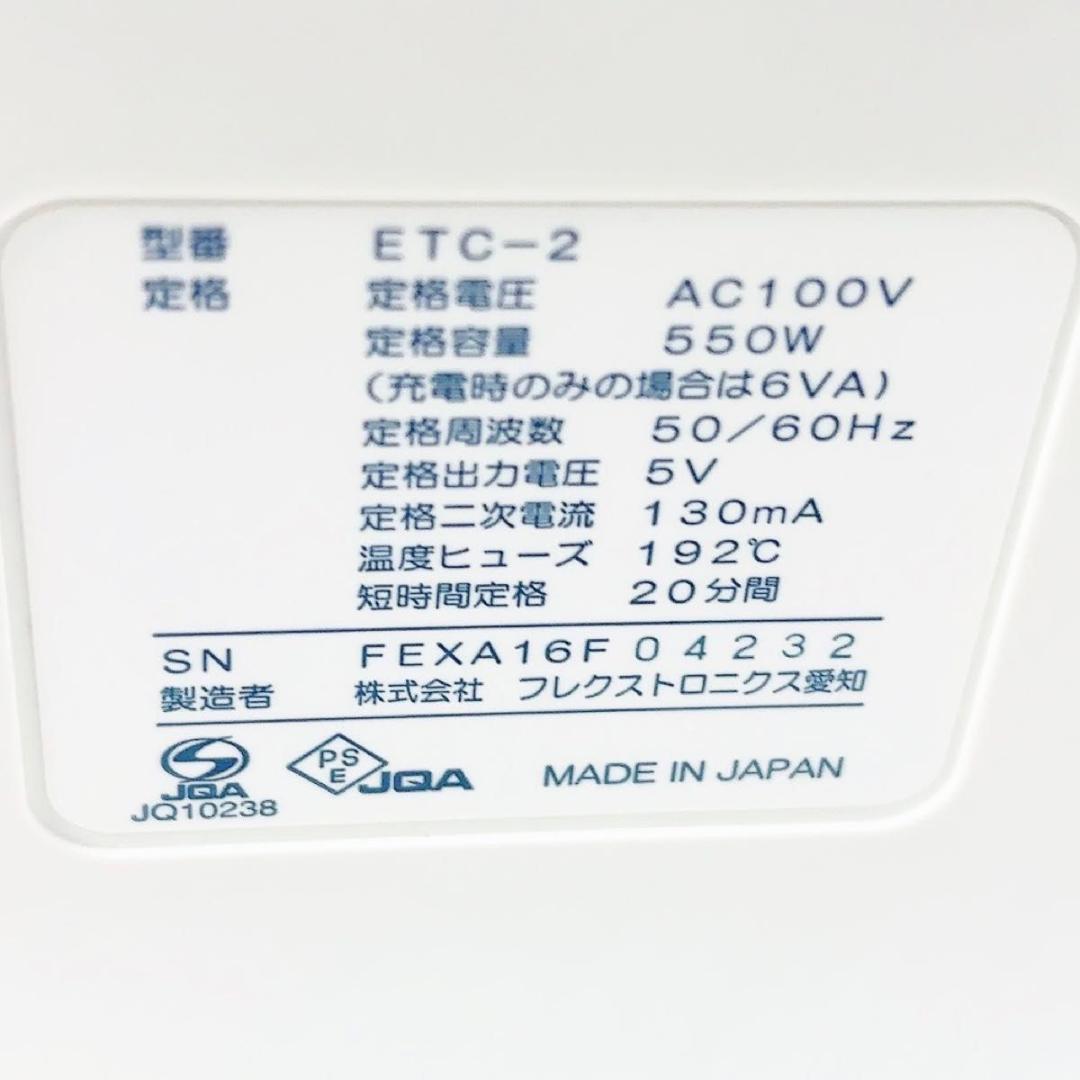 型番 ETC-2
定格 定格電圧 AC100V
定格容量 550W
(充電時のみの場合は6VA)
定格周波数 50/60Hz
定格出力電圧 5V
定格二次電流 130mA
温度ヒューズ 192℃
短時間定格 20分間
SN FEXA16F04232
製造者 株式会社 フレクストロニクス愛知
JQA PSE JQA MADE IN JAPAN
JQ10238